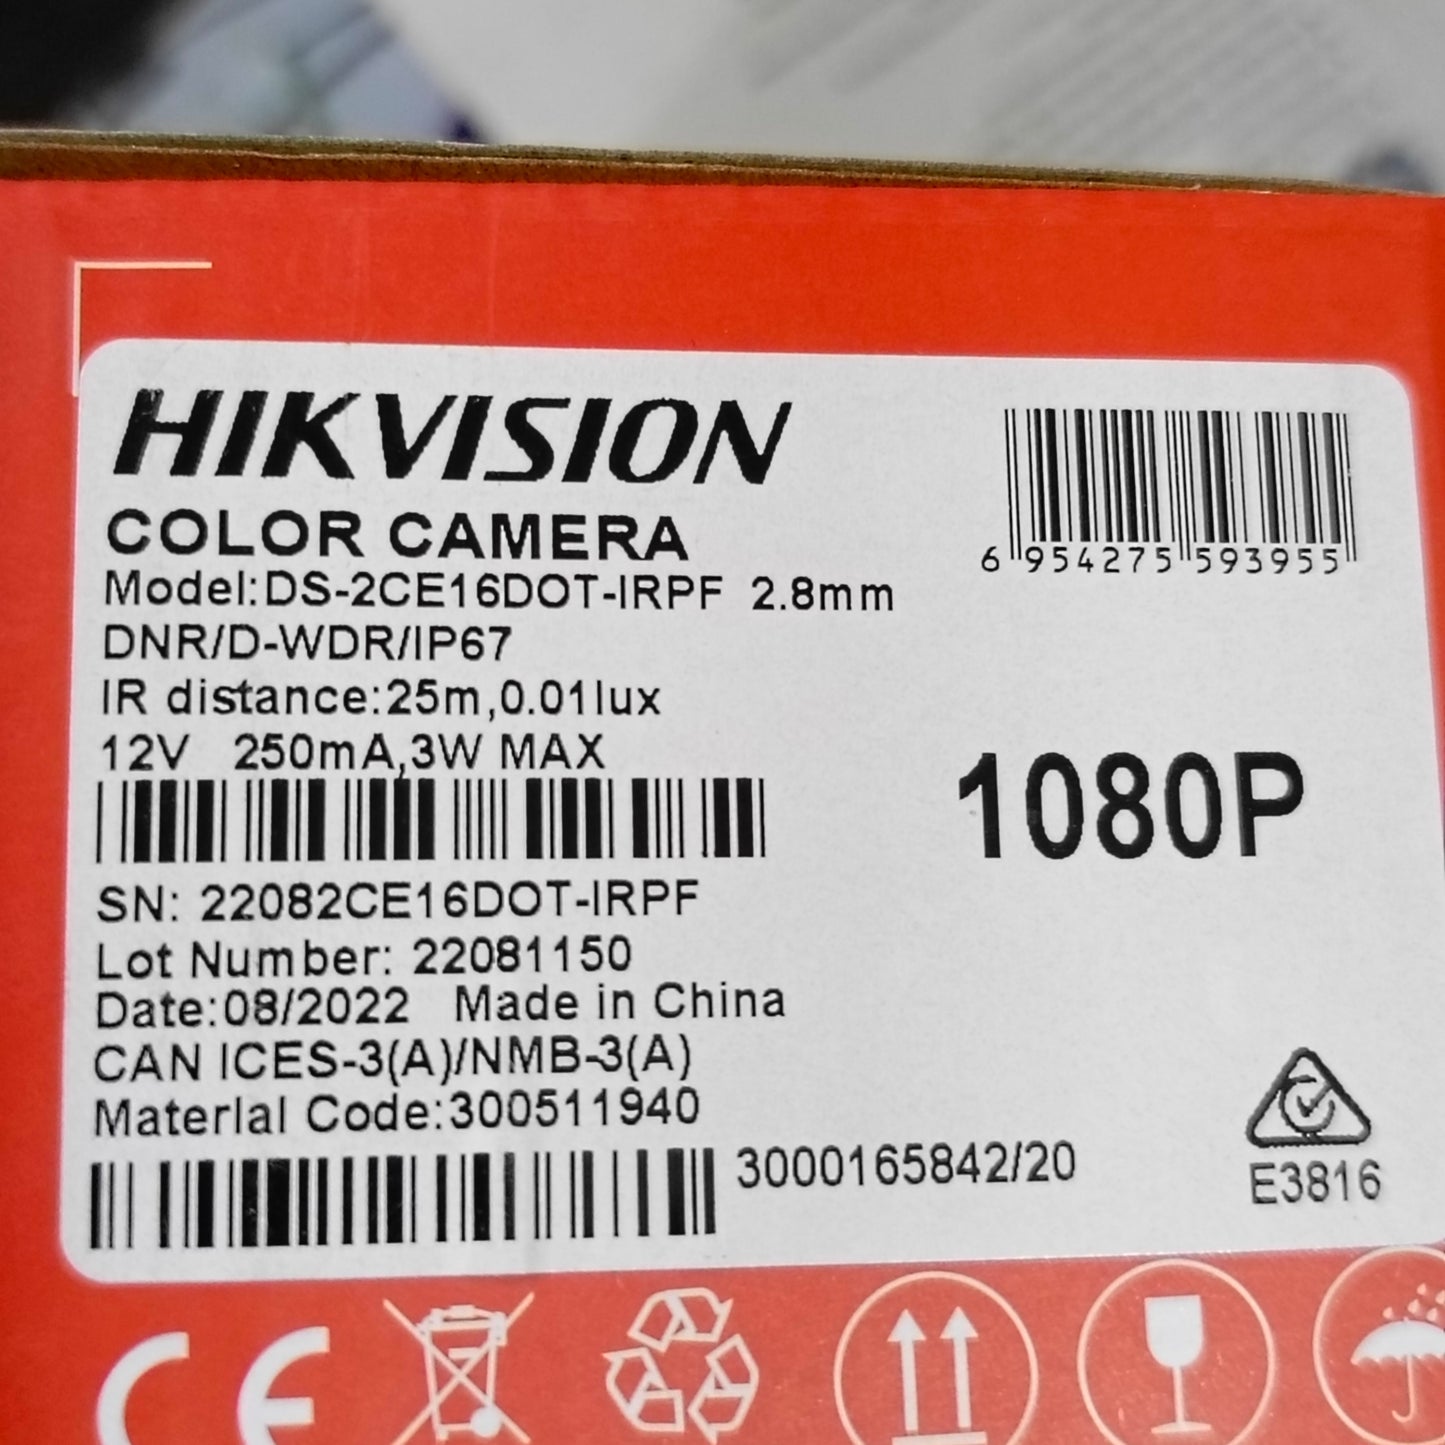 HIKVISION
COLOR CAMERA
Model:DS-2CE16DOT-IRPF 2.8mm
DNR/D-WDR/IP67
IR distance:25m,0.01lux
12V 250mA,3W MAX
6 954275 593955
1080P
SN: 22082CE16DOT-IRPF
Lot Number: 22081150
Date:08/2022 Made in China
CAN ICES-3(A)/NMB-3(A)
Materlal Code:300511940
3000165842/20
E3816
CE